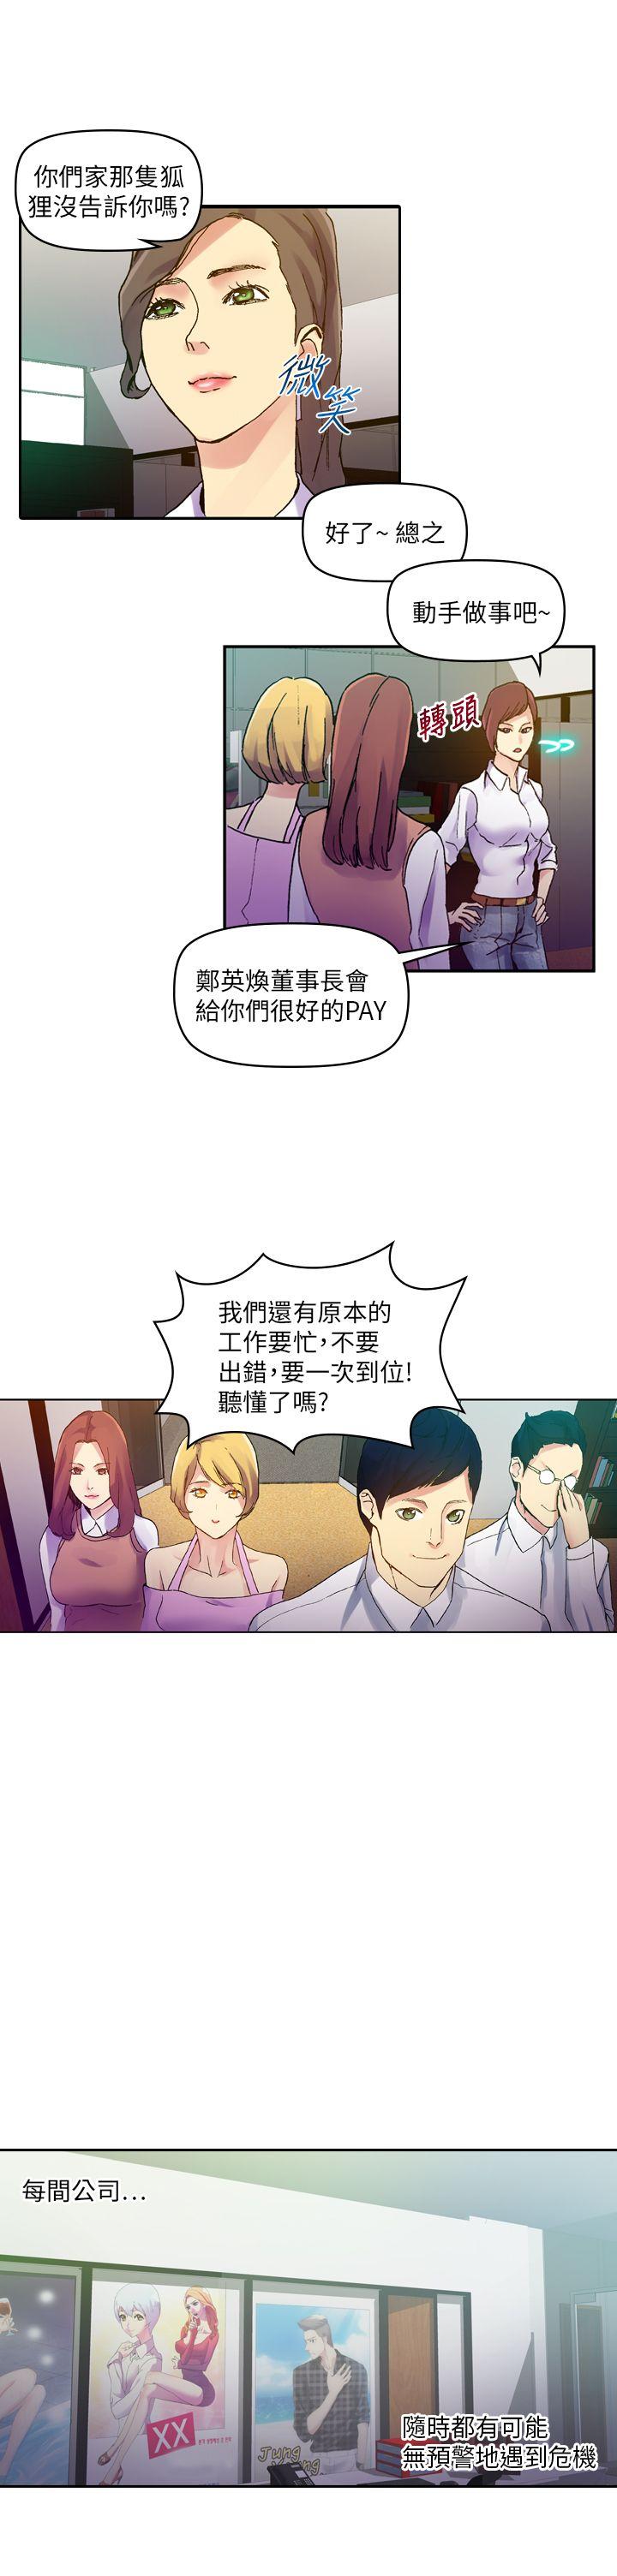 你們家那隻狐
狸沒告訴你嗎?
微笑
好了~ 總之
動手做事吧~
轉頭
鄭英煥董事長會
給你們很好的PAY
我們還有原本的
工作要忙,不要
出錯,要一次到位!
聽懂了嗎?
每間公司...
XX
Jung
隨時都有可能
無預警地遇到危機